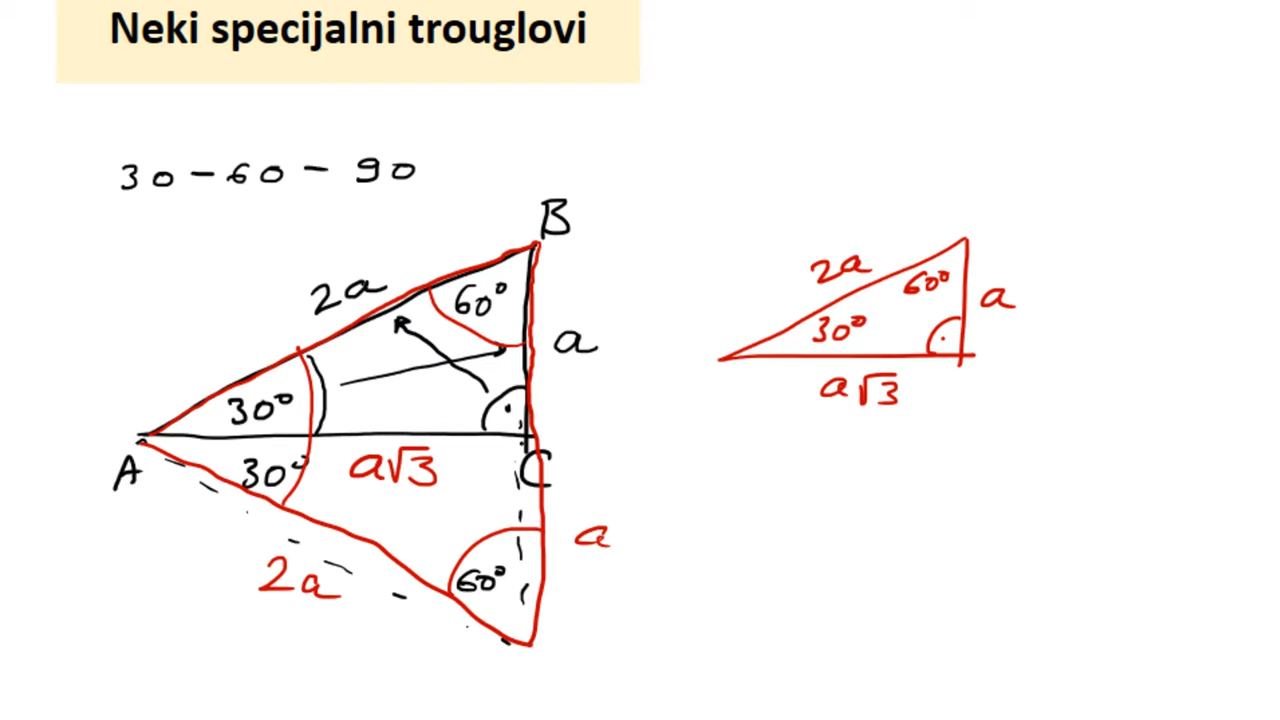 Neki specijalni trouglovi
30 - 60 - 90
B
2a
60°
a
30°
A
30°
a√3
C
a
2a
60°
2a
60°
a
30°
a√3